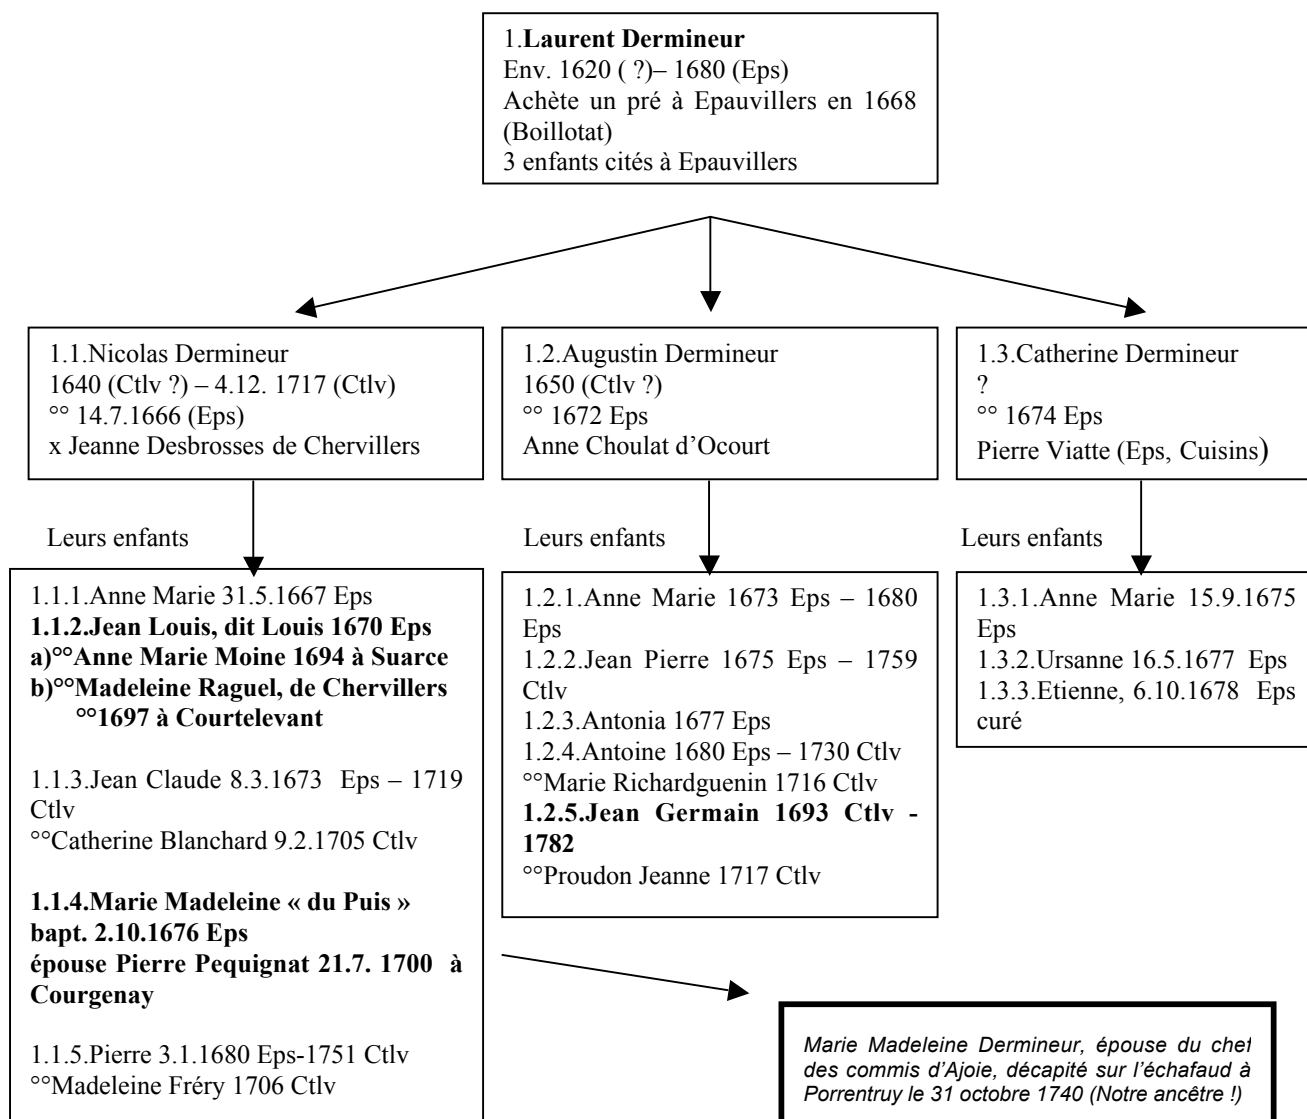 1.Laurent Dermineur
Env. 1620 ( ?)– 1680 (Eps)
Achète un pré à Epauvillers en 1668
(Boillotat)
3 enfants cités à Epauvillers
1.1.Nicolas Dermineur
1640 (Ctlv ?) – 4.12. 1717 (Ctlv)
°° 14.7.1666 (Eps)
x Jeanne Desbrosses de Chervillers
1.2.Augustin Dermineur
1650 (Ctlv ?)
°° 1672 Eps
Anne Choulat d’Ocourt
1.3.Catherine Dermineur
?
°° 1674 Eps
Pierre Viatte (Eps, Cuisins)
Leurs enfants
Leurs enfants
Leurs enfants
1.1.1.Anne Marie 31.5.1667 Eps
1.1.2.Jean Louis, dit Louis 1670 Eps
a)°°Anne Marie Moine 1694 à Suarce
b)°°Madeleine Raguel, de Chervillers
°°1697 à Courtelevant
1.1.3.Jean Claude 8.3.1673 Eps – 1719
Ctlv
°°Catherine Blanchard 9.2.1705 Ctlv
1.1.4.Marie Madeleine « du Puis »
bapt. 2.10.1676 Eps
épouse Pierre Pequignat 21.7. 1700 à
Courgenay
1.1.5.Pierre 3.1.1680 Eps-1751 Ctlv
°°Madeleine Fréry 1706 Ctlv
1.2.1.Anne Marie 1673 Eps – 1680
Eps
1.2.2.Jean Pierre 1675 Eps – 1759
Ctlv
1.2.3.Antonia 1677 Eps
1.2.4.Antoine 1680 Eps – 1730 Ctlv
°°Marie Richardguenin 1716 Ctlv
1.2.5.Jean Germain 1693 Ctlv -
1782
°°Proudon Jeanne 1717 Ctlv
1.3.1.Anne Marie 15.9.1675
Eps
1.3.2.Ursanne 16.5.1677 Eps
1.3.3.Etienne, 6.10.1678 Eps
curé
Marie Madeleine Dermineur, épouse du chef
des commis d’Ajoie, décapité sur l’échafaud à
Porrentruy le 31 octobre 1740 (Notre ancêtre !)